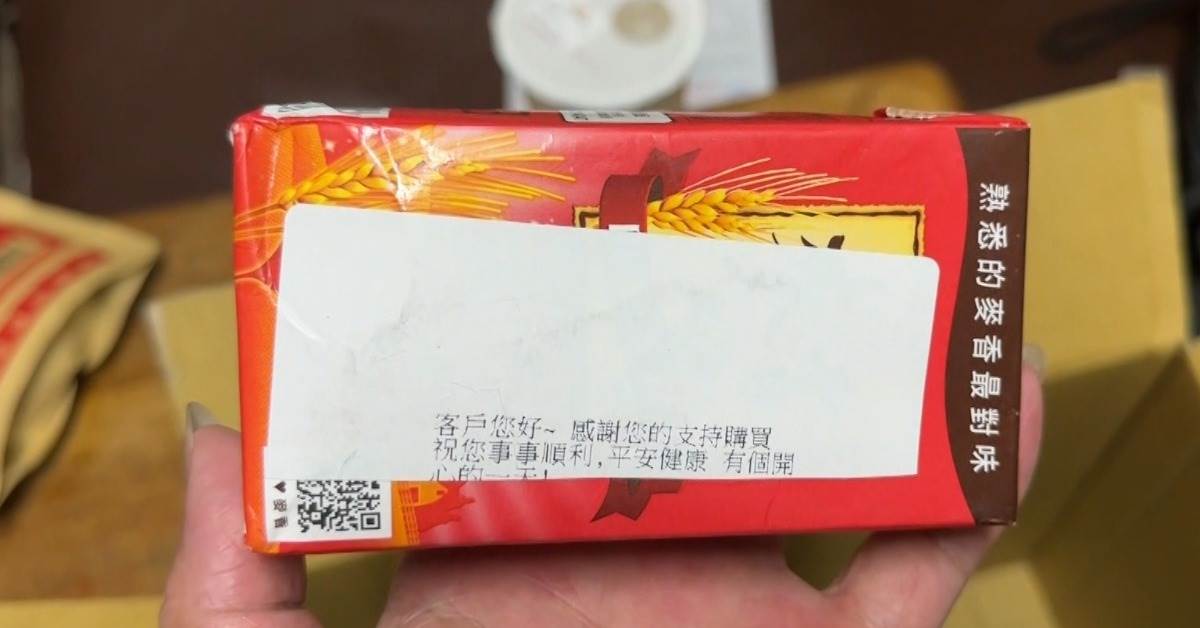 客戶您好~ 感謝您的支持購買
祝您事事順利,平安健康 有個開
心的一天!
熟悉的麥香最對味